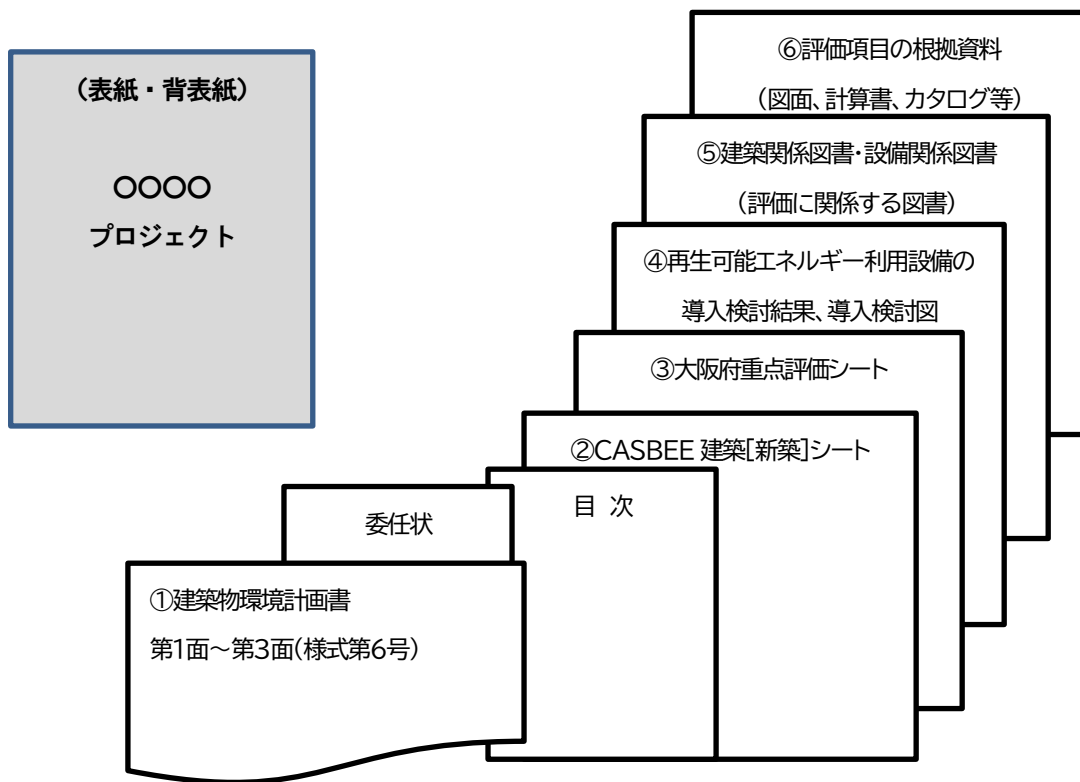 （表紙・背表紙）
〇〇〇〇
プロジェクト
⑥評価項目の根拠資料
（図面、計算書、カタログ等）
⑤建築関係図書・設備関係図書
（評価に関係する図書）
④再生可能エネルギー利用設備の
導入検討結果、導入検討図
③大阪府重点評価シート
②CASBEE 建築[新築]シート
目 次
委任状
①建築物環境計画書
第1面～第3面(様式第6号)